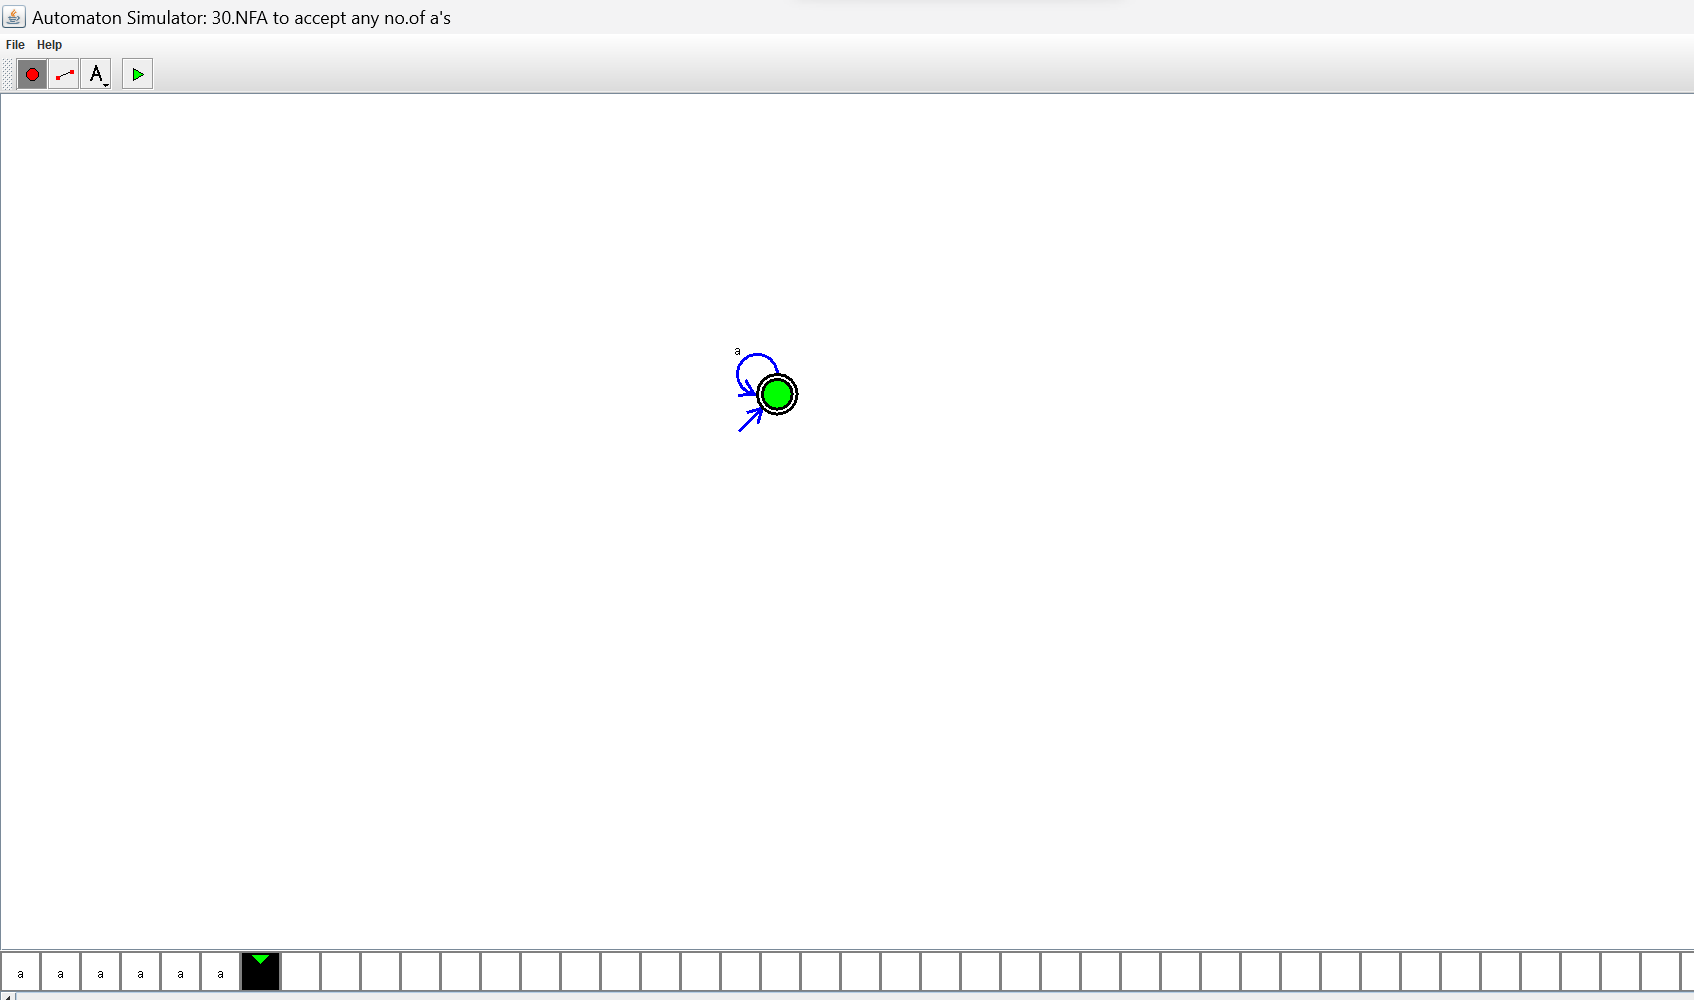 Automaton Simulator: 30.NFA to accept any no.of a's
File Help
A
a
a a a a a a